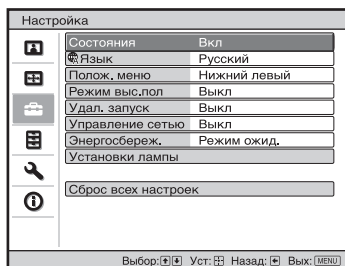 Настройка
Состояния Вкл
Язык Русский
Полож. меню Нижний левый
Режим выс.пол Выкл
Удал. запуск Выкл
Управление сетью Выкл
Энергосбереж. Режим ожид.
Установки лампы
Сброс всех настроек
Выбор: Уст: Назад: Вых: MENU